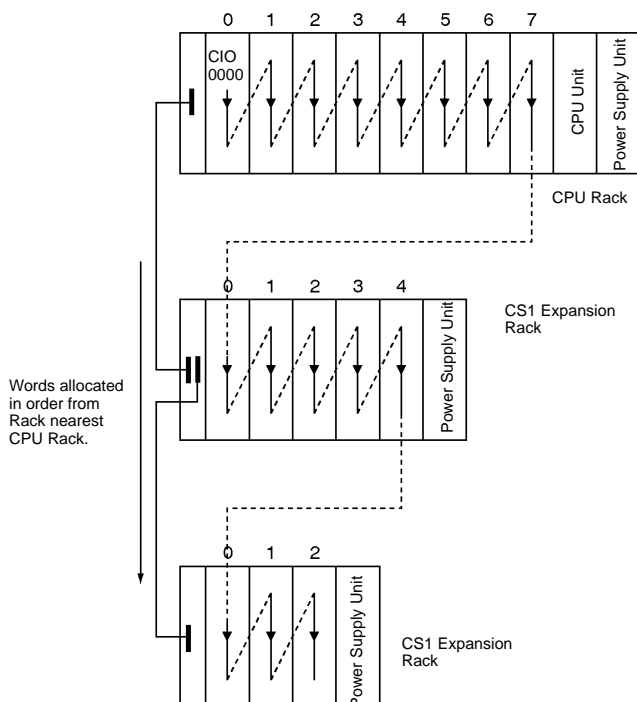 0 1 2 3 4 5 6 7
CIO
0000
CPU Unit
Power Supply Unit
CPU Rack
0 1 2 3 4
Power Supply Unit
CS1 Expansion
Rack
Words allocated
in order from
Rack nearest
CPU Rack.
0 1 2
Power Supply Unit
CS1 Expansion
Rack